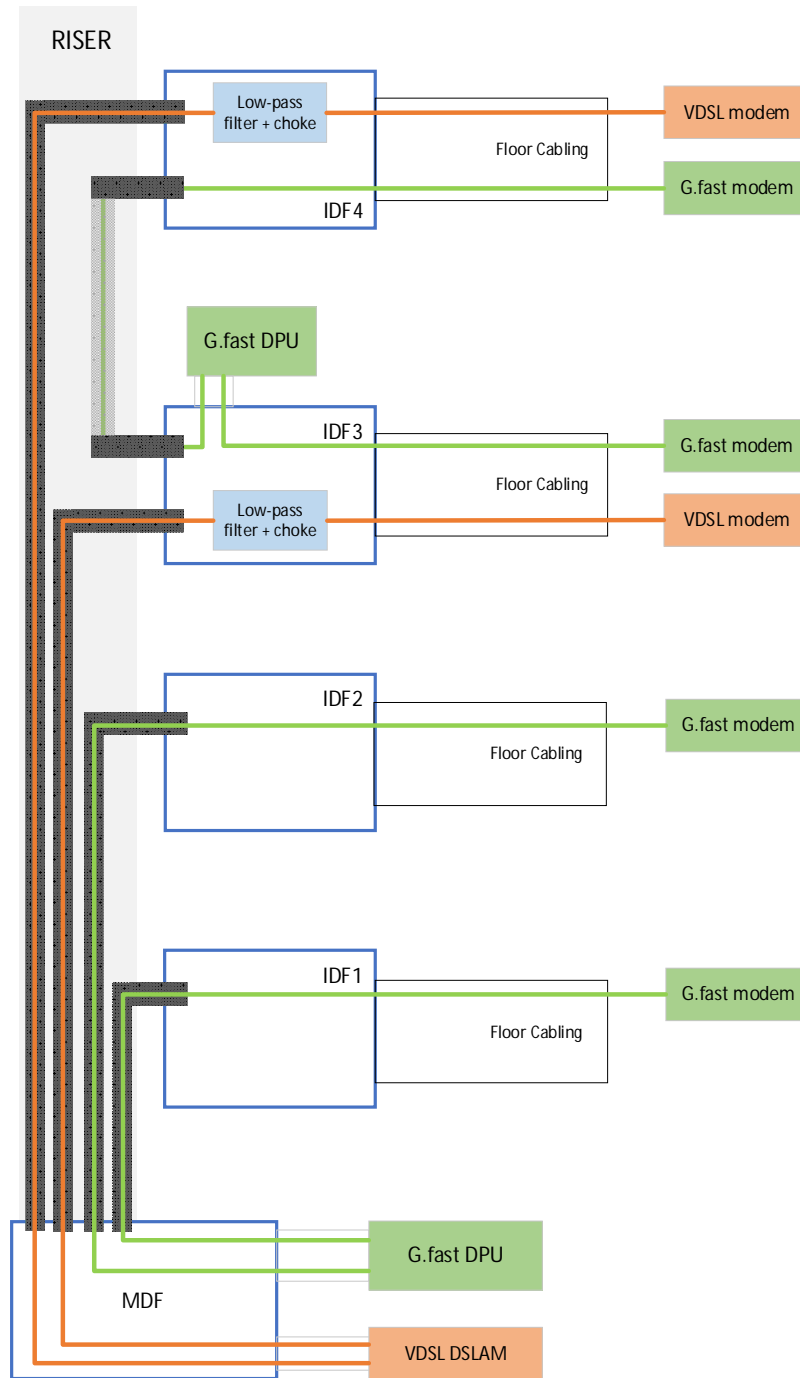 RISER
Low-pass
filter + choke
VDSL modem
Floor Cabling
G.fast modem
IDF4
G.fast DPU
IDF3
G.fast modem
Floor Cabling
Low-pass
filter + choke
VDSL modem
IDF2
G.fast modem
Floor Cabling
IDF1
G.fast modem
Floor Cabling
G.fast DPU
MDF
VDSL DSLAM